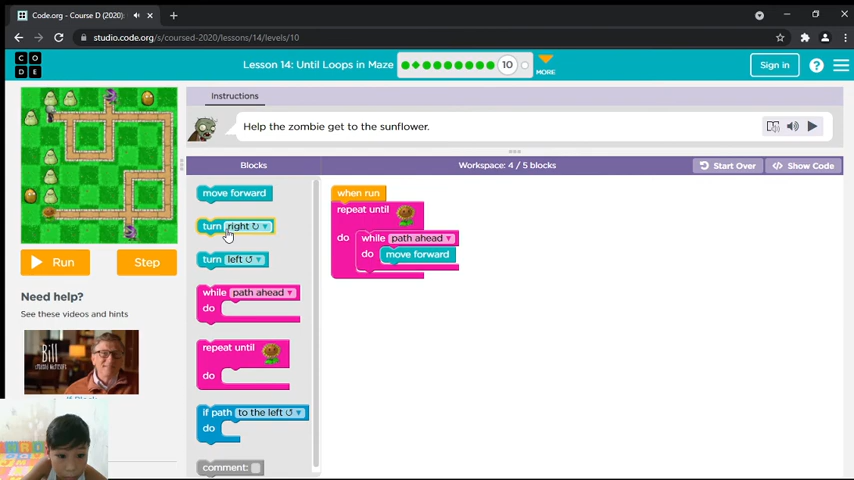 Code.org - Course D (2020):
studio.code.org/s/coursed-2020/lessons/14/levels/10
C O
D E
Lesson 14: Until Loops in Maze
10
MORE
Sign in
?
Instructions
Help the zombie get to the sunflower.
Blocks
Workspace: 4 / 5 blocks
Start Over
Show Code
move forward
turn right
turn left
while path ahead
do
repeat until
do
if path to the left
do
comment:
when run
repeat until
do while path ahead
do move forward
Run
Step
Need help?
See these videos and hints
Bill